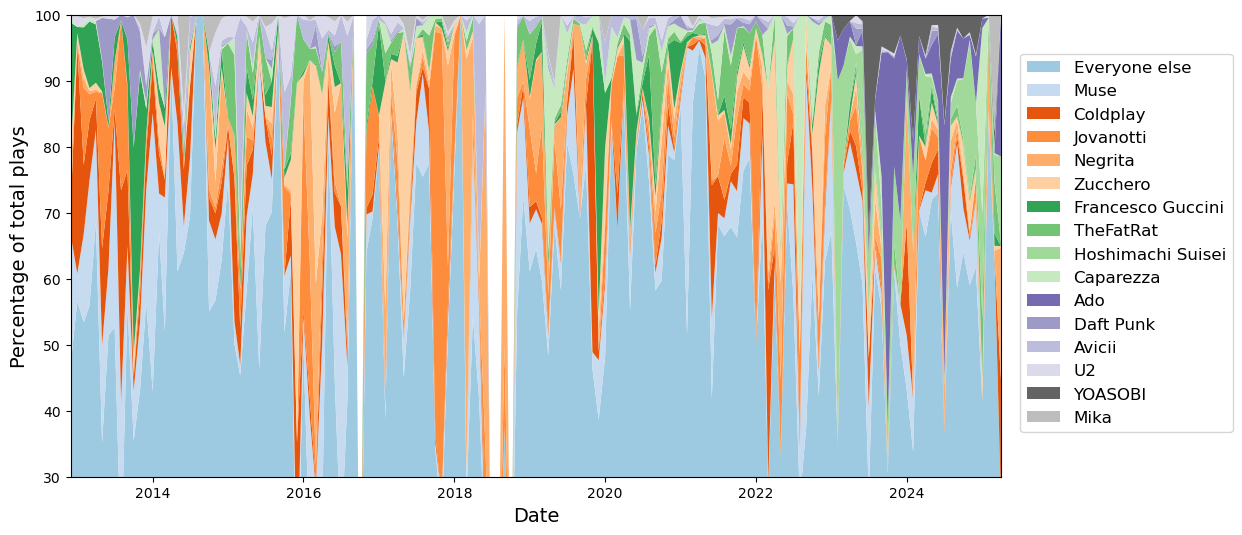 Percentage of total plays
100
90
80
70
60
50
40
30
2014
2016
2018
2020
2022
2024
Date
Everyone else
Muse
Coldplay
Jovanotti
Negrita
Zucchero
Francesco Guccini
TheFatRat
Hoshimachi Suisei
Caparezza
Ado
Daft Punk
Avicii
U2
YOASOBI
Mika